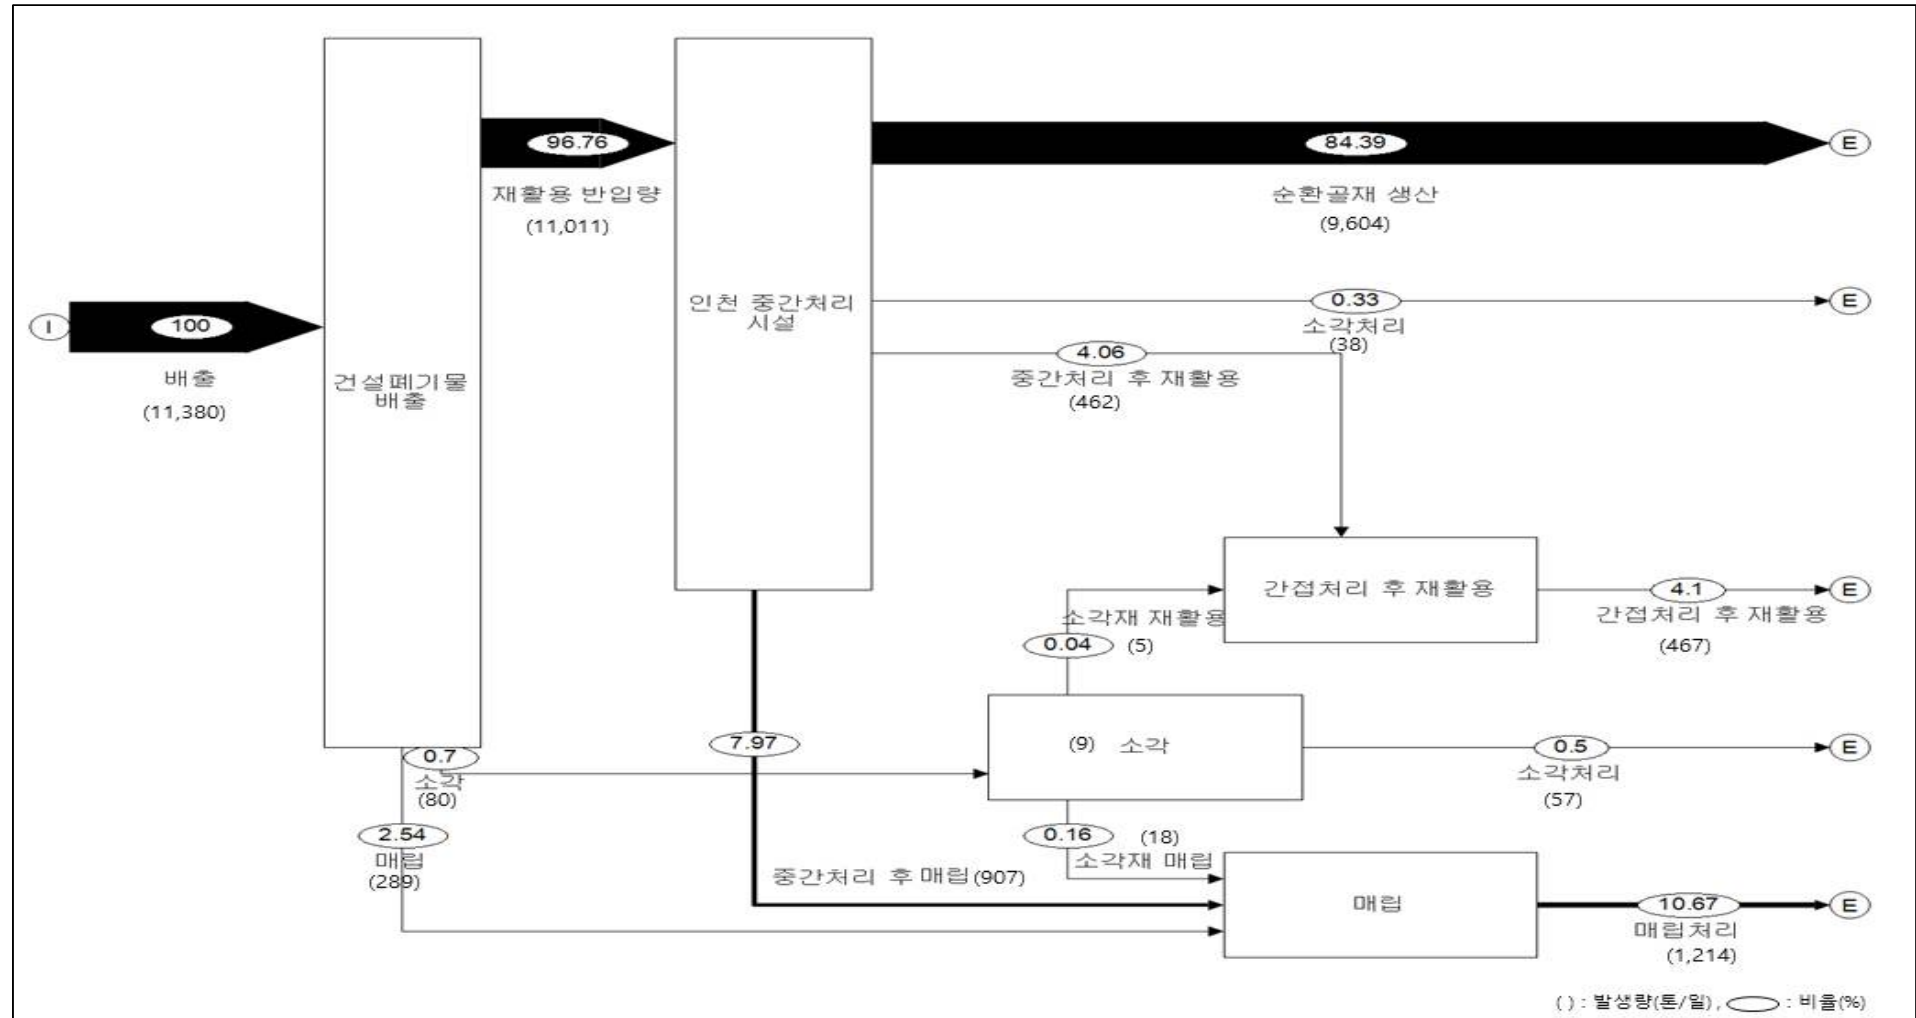 I
100
배출
(11,380)
건설폐기물
배출
96.76
재활용 반입량
(11,011)
인천 중간처리
시설
84.39
E
순환골재 생산
(9,604)
0.33
E
소각처리
(38)
4.06
중간처리 후 재활용
(462)
간접처리 후 재활용
4.1
E
간접처리 후 재활용
(467)
소각재 재활용
0.04
(5)
(9) 소각
0.5
E
소각처리
(57)
0.7
소각
(80)
7.97
2.54
매립
(289)
0.16
(18)
소각재 매립
중간처리 후 매립(907)
매립
10.67
E
매립처리
(1,214)
( ) : 발생량(톤/일), : 비율(%)